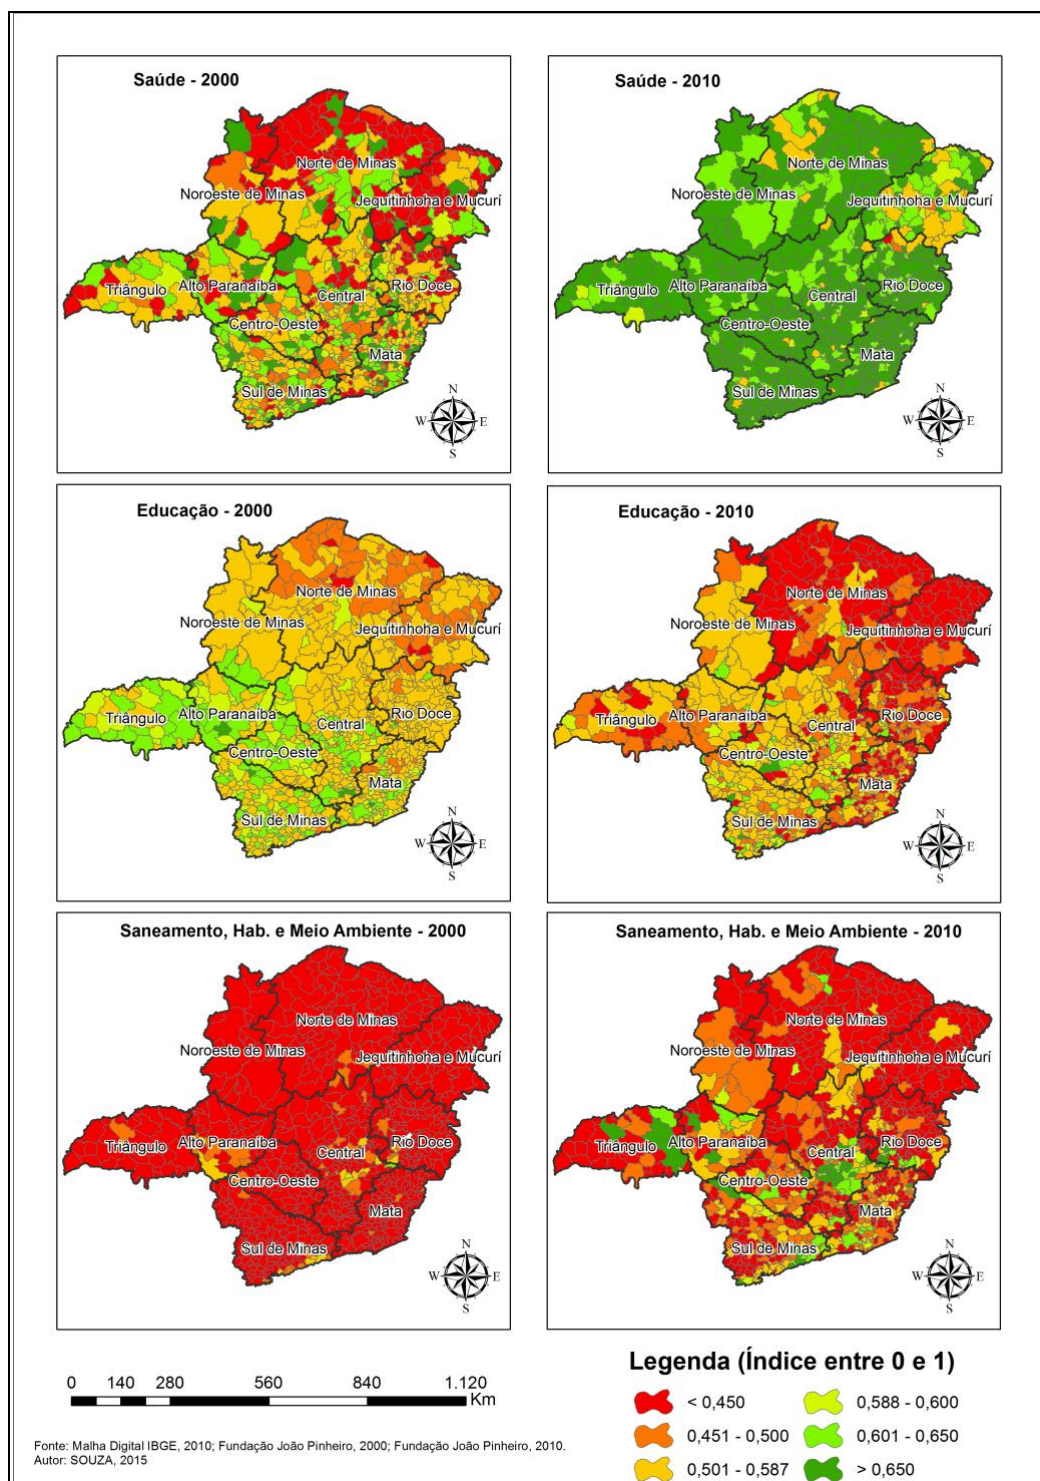 Saúde - 2000
Norte de Minas
Noroeste de Minas
Jequitinhoha e Mucurí
Triângulo
Alto Paranaíba
Central
Rio Doce
Centro-Oeste
Mata
Sul de Minas
N
W E
S
Saúde - 2010
Norte de Minas
Noroeste de Minas
Jequitinhoha e Mucurí
Triângulo
Alto Paranaíba
Central
Rio Doce
Centro-Oeste
Mata
Sul de Minas
N
W E
S
Educação - 2000
Norte de Minas
Noroeste de Minas
Jequitinhoha e Mucurí
Triângulo
Alto Paranaíba
Central
Rio Doce
Centro-Oeste
Mata
Sul de Minas
N
W E
S
Educação - 2010
Norte de Minas
Noroeste de Minas
Jequitinhoha e Mucurí
Triângulo
Alto Paranaíba
Central
Rio Doce
Centro-Oeste
Mata
Sul de Minas
N
W E
S
Saneamento, Hab. e Meio Ambiente - 2000
Norte de Minas
Noroeste de Minas
Jequitinhoha e Mucurí
Triângulo
Alto Paranaíba
Central
Rio Doce
Centro-Oeste
Mata
Sul de Minas
N
W E
S
Saneamento, Hab. e Meio Ambiente - 2010
Norte de Minas
Noroeste de Minas
Jequitinhoha e Mucurí
Triângulo
Alto Paranaíba
Central
Rio Doce
Centro-Oeste
Mata
Sul de Minas
N
W E
S
0 140 280 560 840 1.120
Km
Legenda (Índice entre 0 e 1)
< 0,450
0,588 - 0,600
0,451 - 0,500
0,601 - 0,650
0,501 - 0,587
> 0,650
Fonte: Malha Digital IBGE, 2010; Fundação João Pinheiro, 2000; Fundação João Pinheiro, 2010.
Autor: SOUZA, 2015